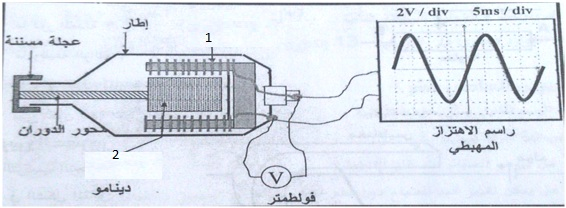 عجلة مسننة
إطار
1
2V / div 5ms / div
محور الدوران
2
دينامو
V
فولطمتر
راسم الاهتزاز
المهبطي